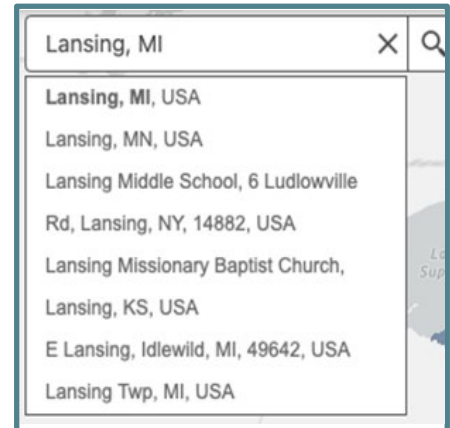 Lansing, MI
Lansing, MI, USA
Lansing, MN, USA
Lansing Middle School, 6 Ludlowville
Rd, Lansing, NY, 14882, USA
Lansing Missionary Baptist Church,
Lansing, KS, USA
E Lansing, Idlewild, MI, 49642, USA
Lansing Twp, MI, USA